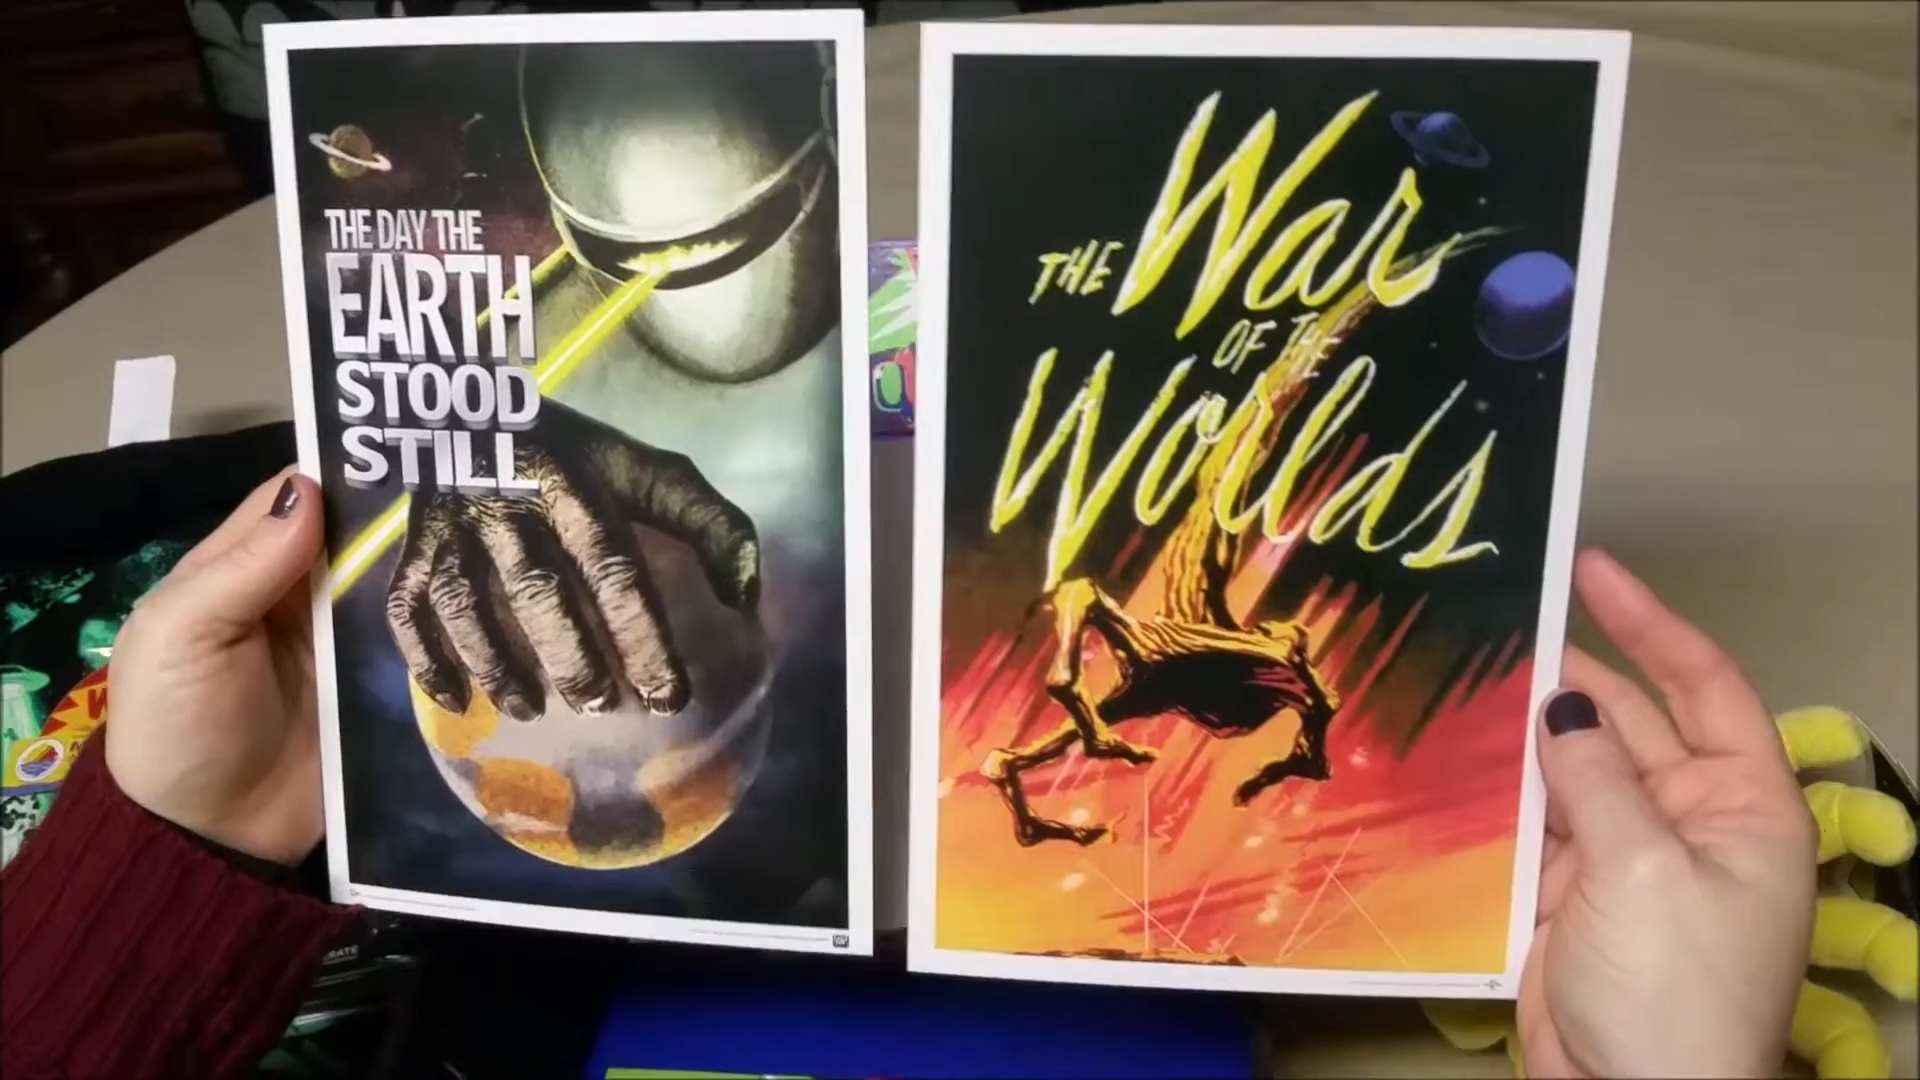 THE DAY THE
EARTH
STOOD
STILL
THE War
OF THE
Worlds